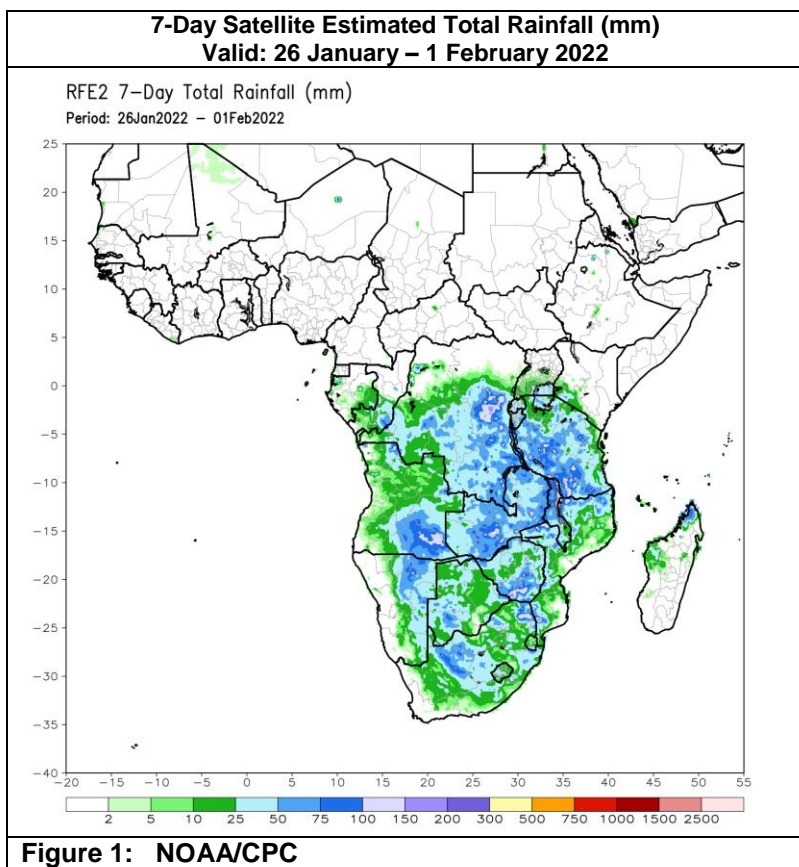 7-Day Satellite Estimated Total Rainfall (mm)
Valid: 26 January – 1 February 2022
RFE2 7-Day Total Rainfall (mm)
Period: 26Jan2022 – 01Feb2022
25
20
15
10
5
0
-5
-10
-15
-20
-25
-30
-35
-40
-20 -15 -10 -5 0 5 10 15 20 25 30 35 40 45 50 55
2 5 10 25 50 75 100 150 200 300 500 750 1000 1500 2500
Figure 1: NOAA/CPC